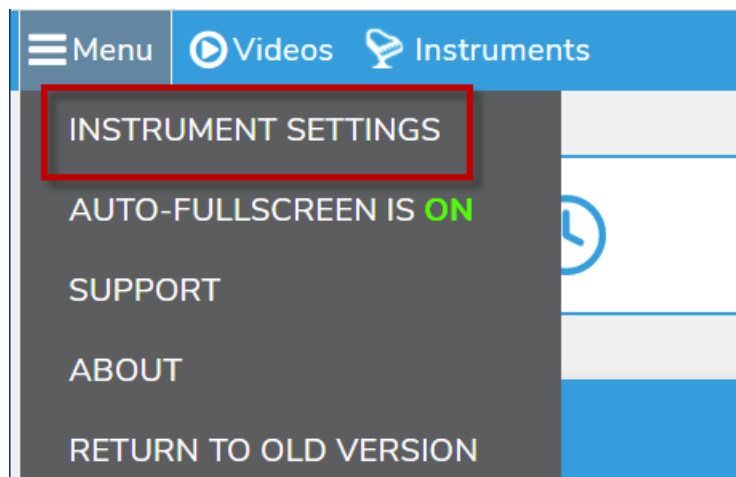 Menu Videos Instruments
INSTRUMENT SETTINGS
AUTO-FULLSCREEN IS ON
SUPPORT
ABOUT
RETURN TO OLD VERSION